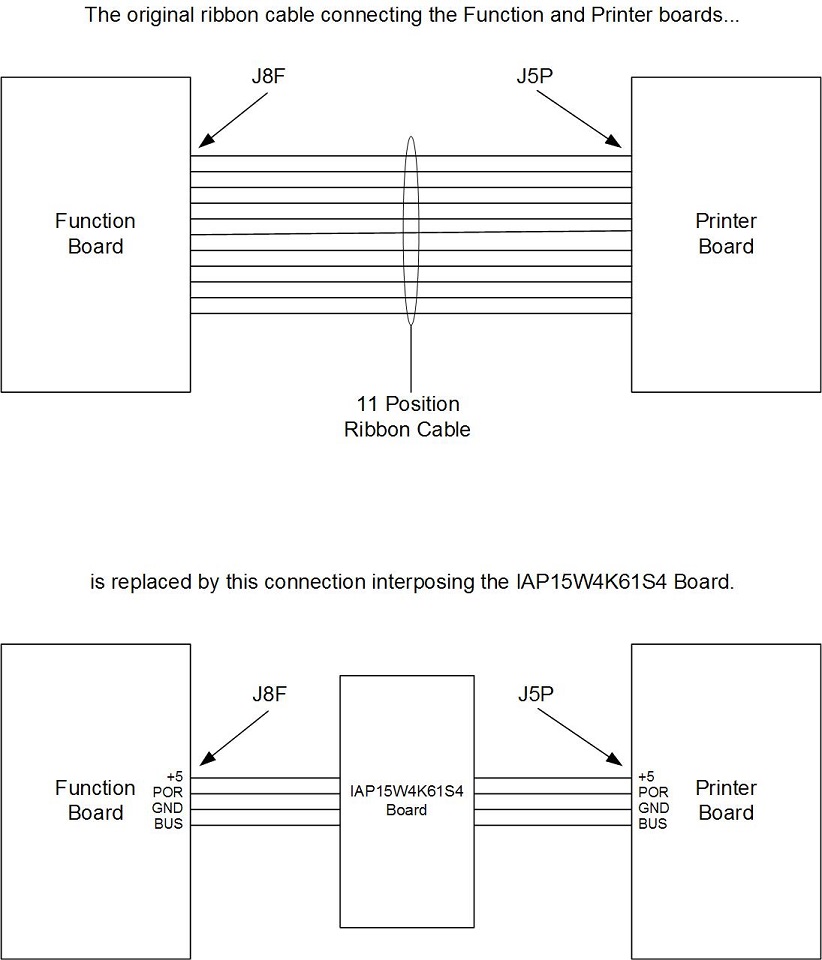 The original ribbon cable connecting the Function and Printer boards...
J8F
J5P
Function
Board
Printer
Board
11 Position
Ribbon Cable
is replaced by this connection interposing the IAP15W4K61S4 Board.
J8F
J5P
Function
Board
+5
POR
GND
BUS
IAP15W4K61S4
Board
+5
POR
GND
BUS
Printer
Board